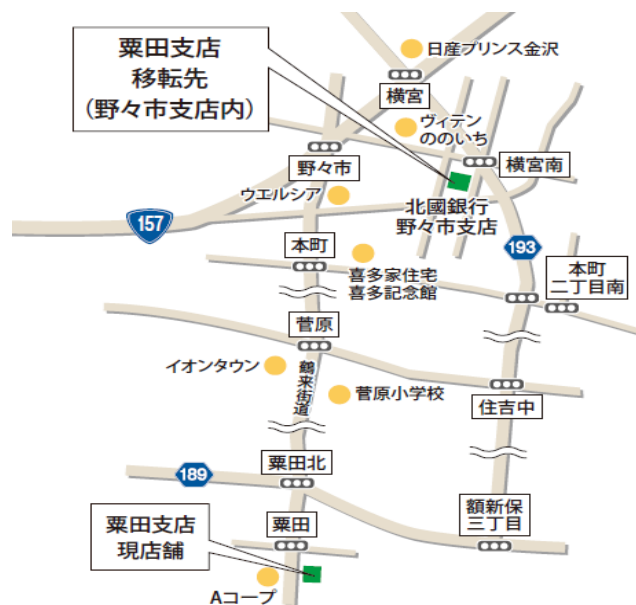 粟田支店
移転先
（野々市支店内）
日産プリンス金沢
横宮
ヴィテン
ののいち
野々市
横宮南
ウエルシア
北國銀行
野々市支店
157
193
本町
喜多家住宅
喜多記念館
本町
二丁目南
菅原
イオンタウン
鶴来街道
菅原小学校
住吉中
粟田北
189
粟田支店
現店舗
粟田
額新保
三丁目
Aコープ